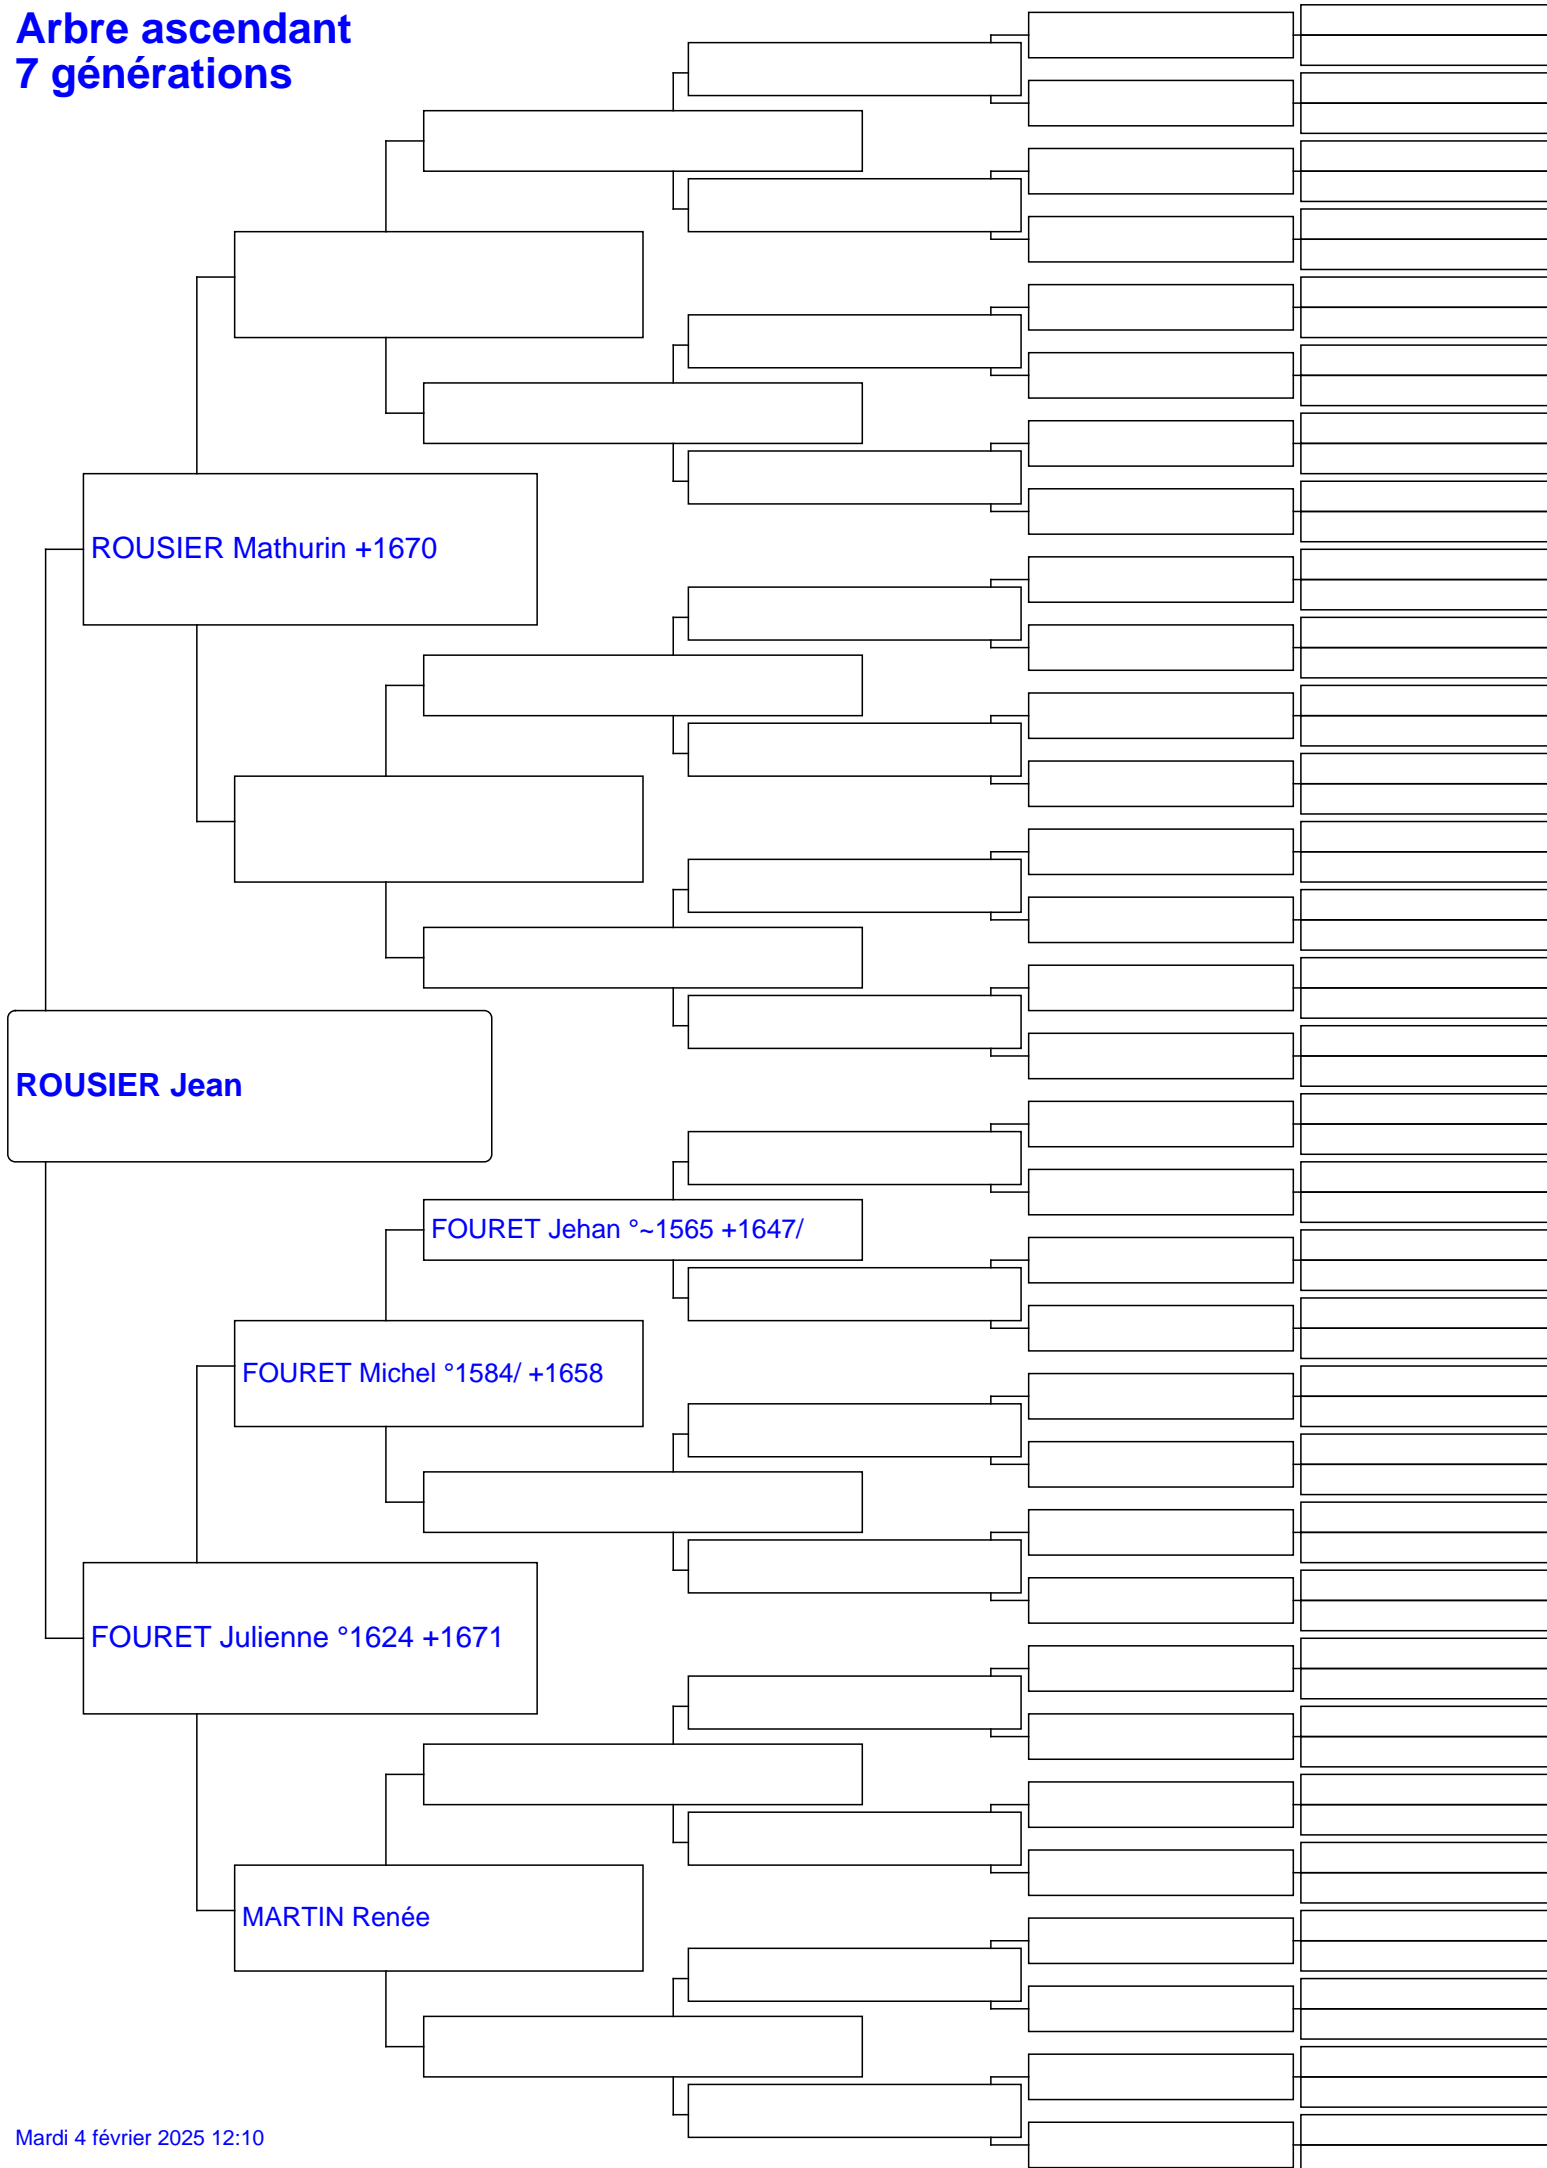 Arbre ascendant
7 générations
ROUSIER Mathurin +1670
ROUSIER Jean
FOURET Jehan °~1565 +1647/
FOURET Michel °1584/ +1658
FOURET Julienne °1624 +1671
MARTIN Renée
Mardi 4 février 2025 12:10